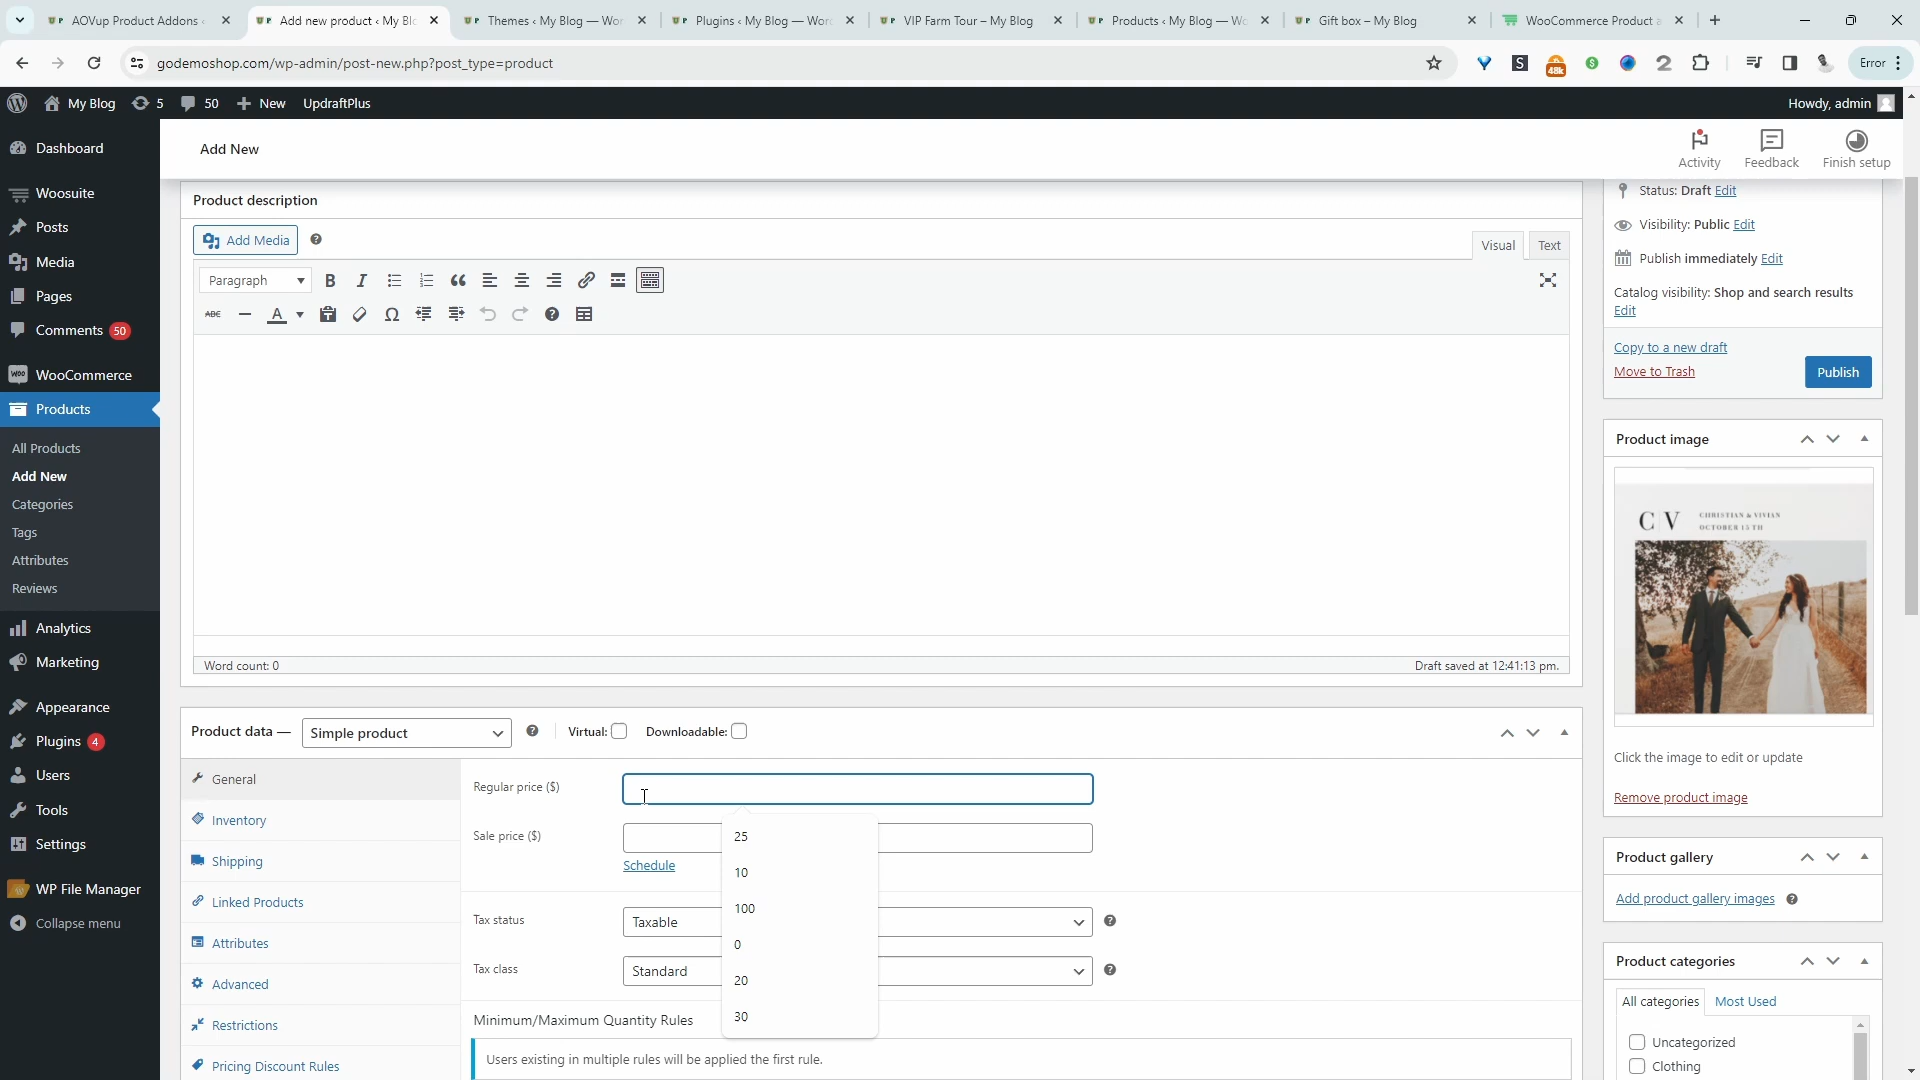 AOVup Product Addons ‹
Add new product ‹ My Bl
Themes ‹ My Blog — Wor
Plugins ‹ My Blog — Word
VIP Farm Tour – My Blog
Products ‹ My Blog — Wo
Gift box – My Blog
WooCommerce Product a
godemoshop.com/wp-admin/post-new.php?post_type=product
48k
Error
My Blog
5
50
New
UpdraftPlus
Howdy, admin
Dashboard
Woosuite
Posts
Media
Pages
Comments 50
WooCommerce
Products
All Products
Add New
Categories
Tags
Attributes
Reviews
Analytics
Marketing
Appearance
Plugins 4
Users
Tools
Settings
WP File Manager
Collapse menu
Add New
Activity
Feedback
Finish setup
Product description
Add Media
Visual
Text
Paragraph
Word count: 0
Draft saved at 12:41:13 pm.
Product data —
Simple product
Virtual:
Downloadable:
General
Inventory
Shipping
Linked Products
Attributes
Advanced
Restrictions
Pricing Discount Rules
Regular price ($)
Sale price ($)
Schedule
25
10
100
0
20
30
Tax status
Taxable
Tax class
Standard
Minimum/Maximum Quantity Rules
Users existing in multiple rules will be applied the first rule.
Status: Draft Edit
Visibility: Public Edit
Publish immediately Edit
Catalog visibility: Shop and search results
Edit
Copy to a new draft
Move to Trash
Publish
Product image
C V
CHRISTIAN & VIVIAN
OCTOBER 15TH
Click the image to edit or update
Remove product image
Product gallery
Add product gallery images
Product categories
All categories
Most Used
Uncategorized
Clothing